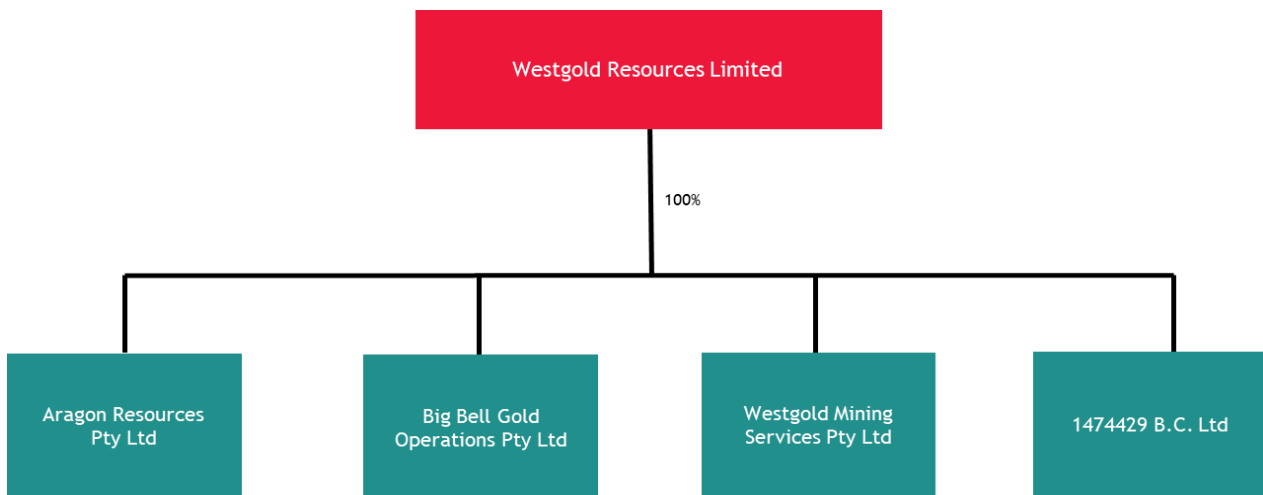 Westgold Resources Limited
100%
Aragon Resources
Pty Ltd
Big Bell Gold
Operations Pty Ltd
Westgold Mining
Services Pty Ltd
1474429 B.C. Ltd